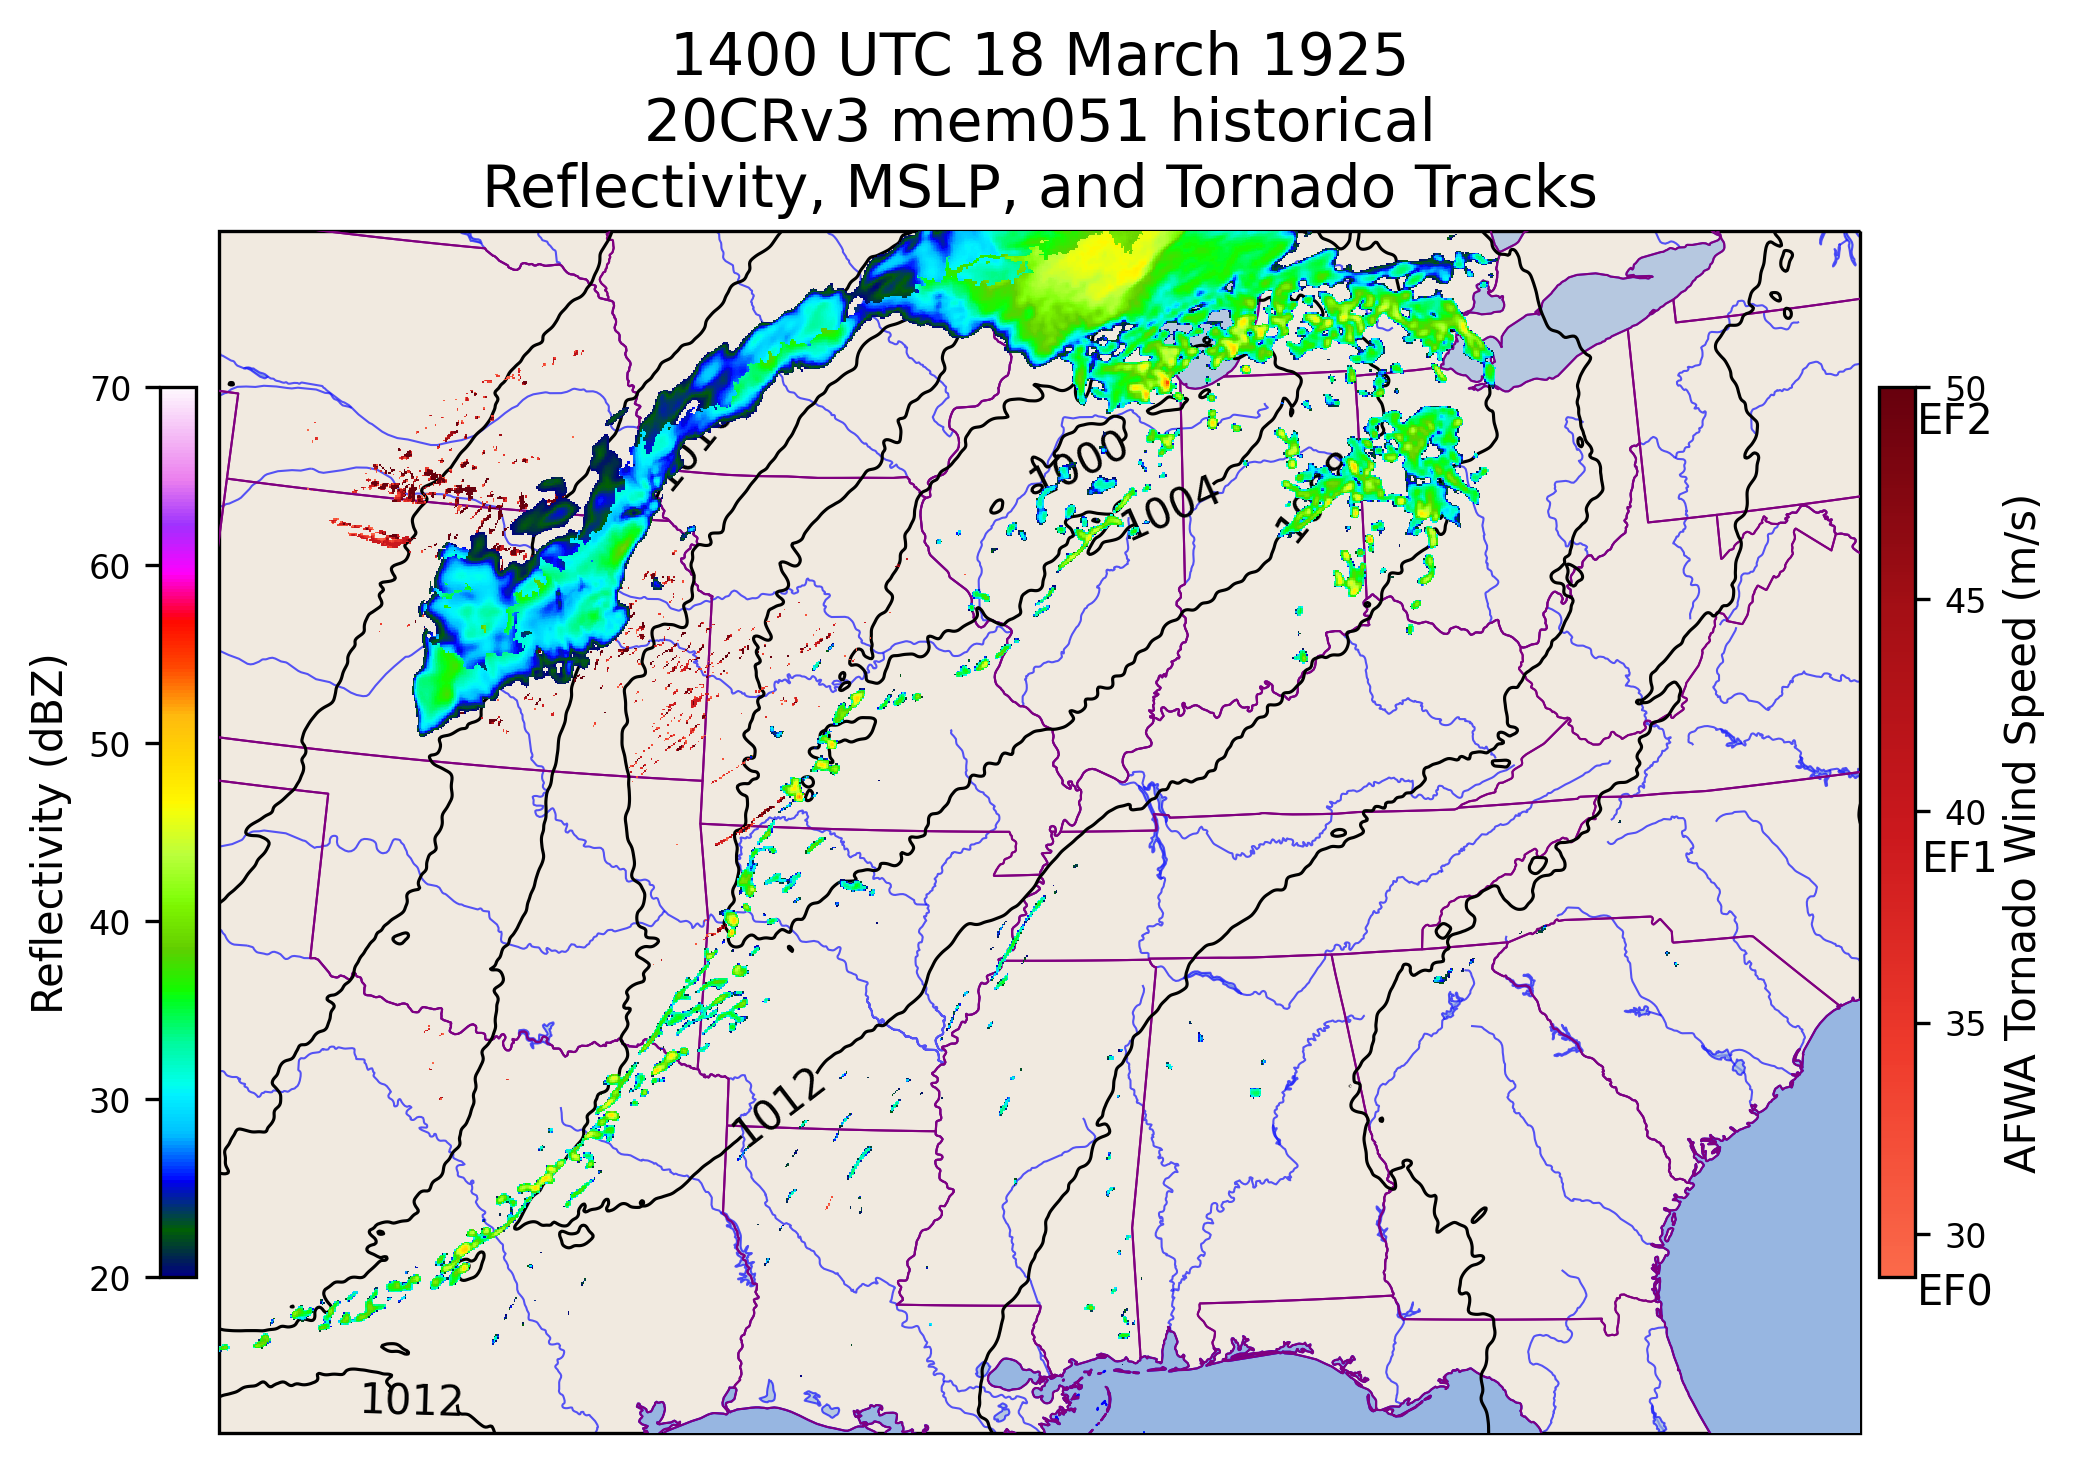 1400 UTC 18 March 1925
20CRv3 mem051 historical
Reflectivity, MSLP, and Tornado Tracks
70
60
50
40
30
20
Reflectivity (dBZ)
1000
1004
1012
1012
50
EF2
45
40
EF1
35
30
EF0
AFWA Tornado Wind Speed (m/s)